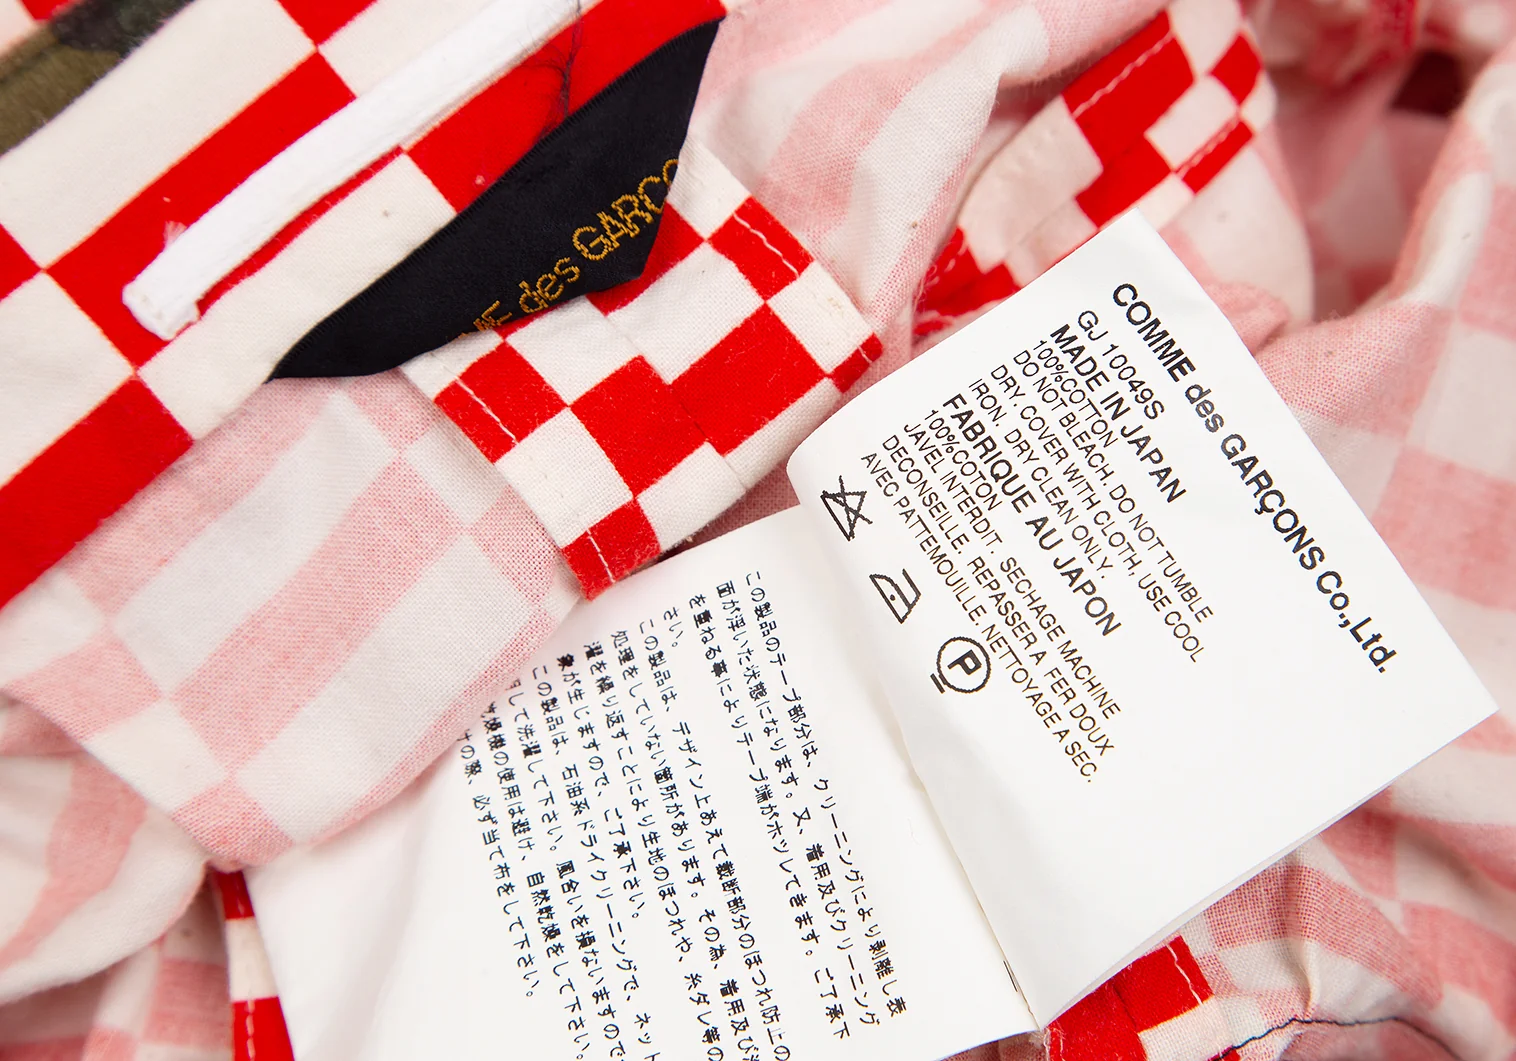 des GARÇO
COMME des GARÇONS Co.,Ltd.
GJ 10049S
MADE IN JAPAN
100%COTTON
DO NOT BLEACH. DO NOT TUMBLE
DRY. COVER WITH CLOTH, USE COOL
IRON. DRY CLEAN ONLY.
FABRIQUE AU JAPON
100%COTON
JAVEL INTERDIT. SECHAGE MACHINE
DECONSEILLE. REPASSER A FER DOUX
AVEC PATTEMOUILLE NETTOYAGE A SEC.
P
この製品のテープ部分は、クリーニングにより剥離し表
面が浮いた状態になります。又、着用及びクリーニング
を重ねる事によりテープ端がホツレてきます。ご了承下
さい。
この製品は、デザイン上あえて裁断部分のほつれ防止の
処理をしていない箇所があります。その為、着用及び
濯を繰り返すことにより生地のほつれや、糸タレ等の
象が生じますので、ご了承下さい。
この製品は、石油系ドライクリーニングで、ネット
用して洗濯して下さい。風合いを損ないますので
乾燥機の使用は避け、自然乾燥をして下さい。
の際、必ず当て布をして下さい。